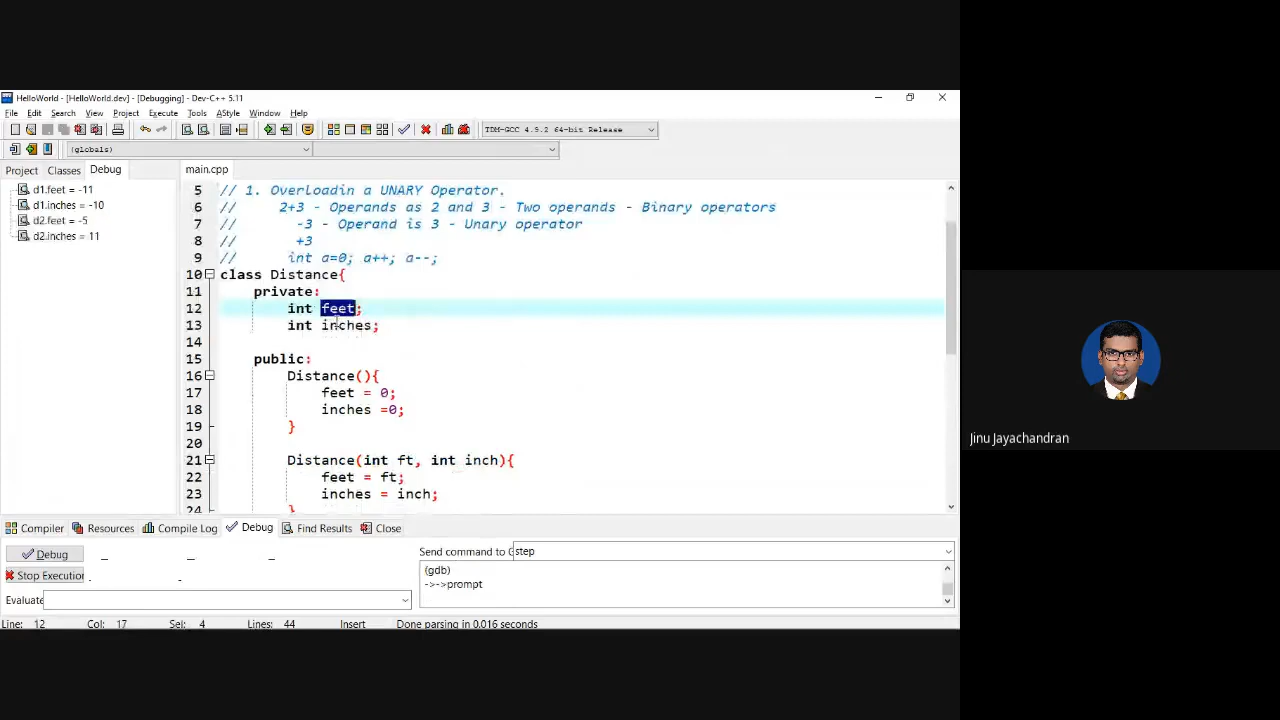 HelloWorld - [HelloWorld.dev] - [Debugging] - Dev-C++ 5.11
File Edit Search View Project Execute Tools AStyle Window Help
TDM-GCC 4.9.2 64-bit Release
(globals)
Project Classes Debug
main.cpp
d1.feet = -11
d1.inches = -10
d2.feet = -5
d2.inches = 11
5 // 1. Overloadin a UNARY Operator.
6 // 2+3 - Operands as 2 and 3 - Two operands - Binary operators
7 // -3 - Operand is 3 - Unary operator
8 // +3
9 // int a=0; a++; a--;
10 class Distance{
11 private:
12 int feet;
13 int inches;
14
15 public:
16 Distance(){
17 feet = 0;
18 inches =0;
19 }
20
21 Distance(int ft, int inch){
22 feet = ft;
23 inches = inch;
24 }
Jinu Jayachandran
Compiler Resources Compile Log Debug Find Results Close
Debug
Stop Execution
Evaluate
Send command to G step
(gdb)
->->prompt
Line: 12 Col: 17 Sel: 4 Lines: 44 Insert Done parsing in 0.016 seconds